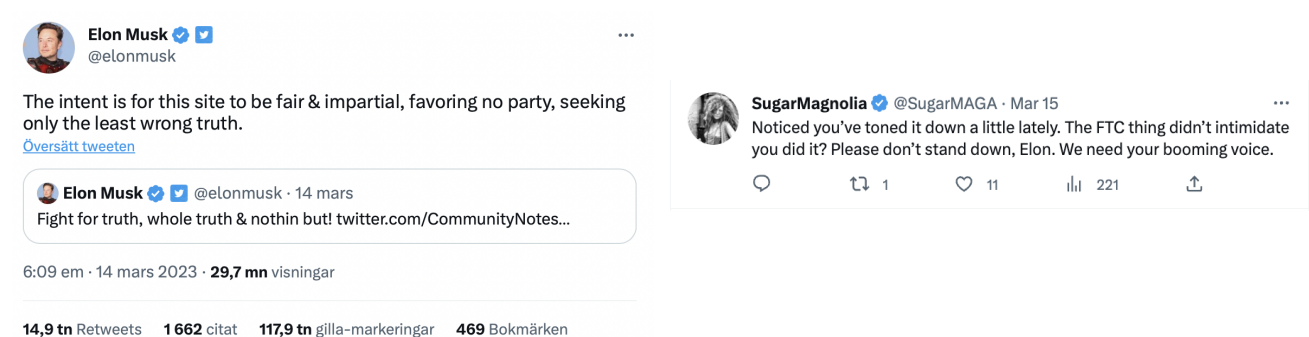 Elon Musk
@elonmusk
The intent is for this site to be fair & impartial, favoring no party, seeking
only the least wrong truth.
Översätt tweeten
Elon Musk @elonmusk · 14 mars
Fight for truth, whole truth & nothin but! twitter.com/CommunityNotes...
6:09 em · 14 mars 2023 · 29,7 mn visningar
14,9 tn Retweets 1 662 citat 117,9 tn gilla-markeringar 469 Bokmärken
SugarMagnolia @SugarMAGA · Mar 15
Noticed you’ve toned it down a little lately. The FTC thing didn’t intimidate
you did it? Please don’t stand down, Elon. We need your booming voice.
1 11 221